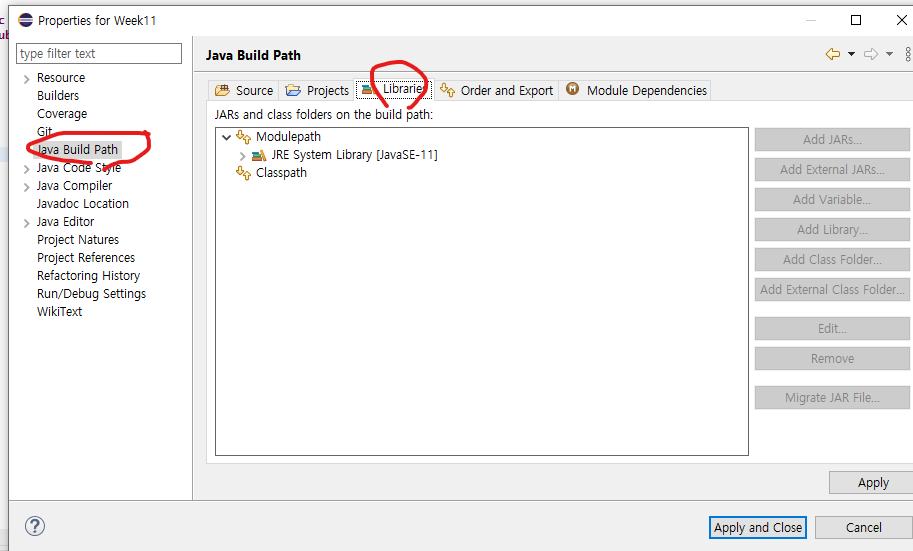 c
ub
Properties for Week11
type filter text
Resource
Builders
Coverage
Git
Java Build Path
Java Code Style
Java Compiler
Javadoc Location
Java Editor
Project Natures
Project References
Refactoring History
Run/Debug Settings
WikiText
Java Build Path
Source Projects Libraries Order and Export Module Dependencies
JARs and class folders on the build path:
Modulepath
JRE System Library [JavaSE-11]
Classpath
Add JARs...
Add External JARs...
Add Variable...
Add Library...
Add Class Folder...
Add External Class Folder...
Edit...
Remove
Migrate JAR File...
Apply
Apply and Close Cancel